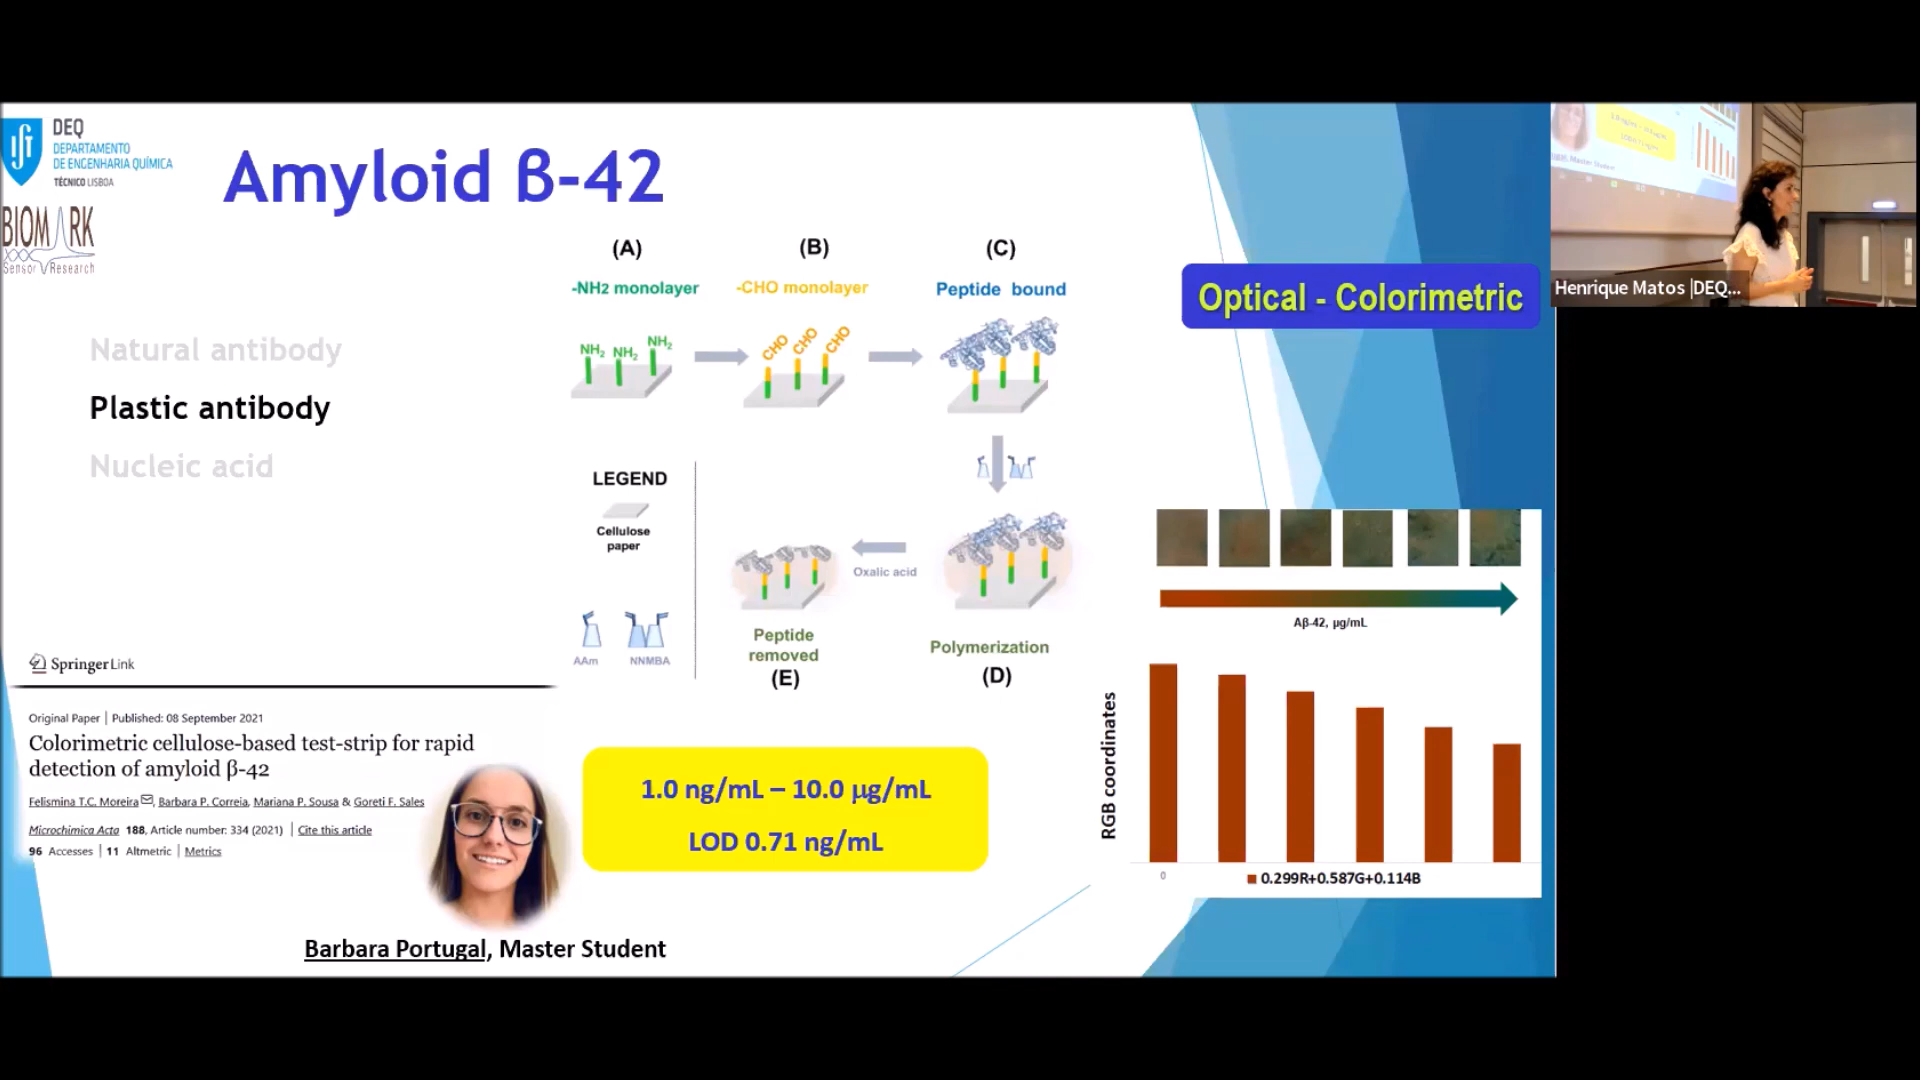 DEQ
DEPARTAMENTO
DE ENGENHARIA QUÍMICA
TÉCNICO LISBOA
BIOMARK
Sensor Research
Amyloid ß-42
Natural antibody
Plastic antibody
Nucleic acid
(A)
(B)
(C)
-NH2 monolayer
-CHO monolayer
Peptide bound
NH2 NH2 NH2
CHO CHO CHO
LEGEND
Cellulose
paper
AAm
NNMBA
Oxalic acid
Peptide
removed
(E)
Polymerization
(D)
Optical - Colorimetric
Henrique Matos |DEQ...
Aβ-42, µg/mL
RGB coordinates
0
0.299R+0.587G+0.114B
SpringerLink
Original Paper | Published: 08 September 2021
Colorimetric cellulose-based test-strip for rapid
detection of amyloid β-42
Felismina T.C. Moreira, Barbara P. Correia, Mariana P. Sousa & Goreti F. Sales
Microchimica Acta 188, Article number: 334 (2021) | Cite this article
96 Accesses | 11 Altmetric | Metrics
1.0 ng/mL – 10.0 µg/mL
LOD 0.71 ng/mL
Barbara Portugal, Master Student